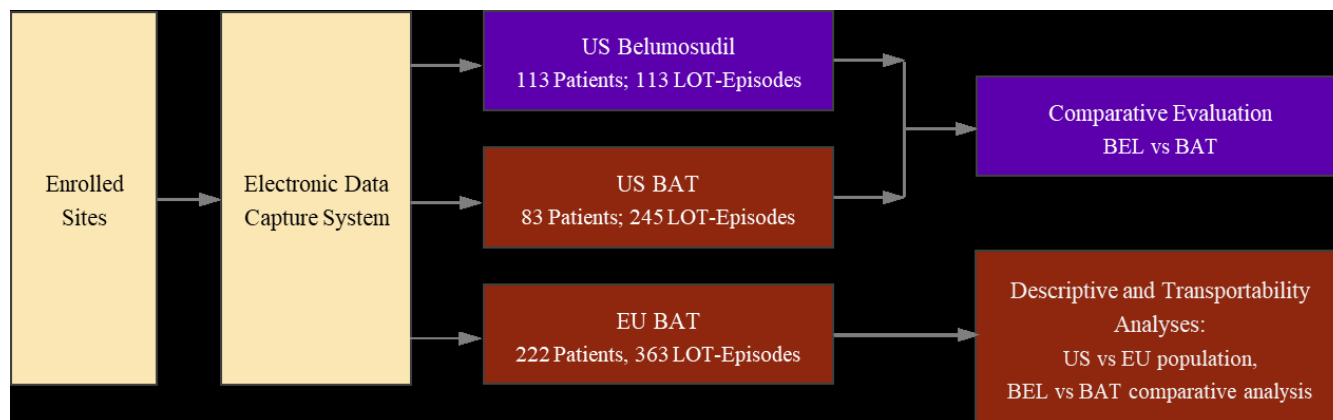 Enrolled
Sites
Electronic Data
Capture System
US Belumosudil
113 Patients; 113 LOT-Episodes
US BAT
83 Patients; 245 LOT-Episodes
EU BAT
222 Patients, 363 LOT-Episodes
Comparative Evaluation
BEL vs BAT
Descriptive and Transportability
Analyses:
US vs EU population,
BEL vs BAT comparative analysis